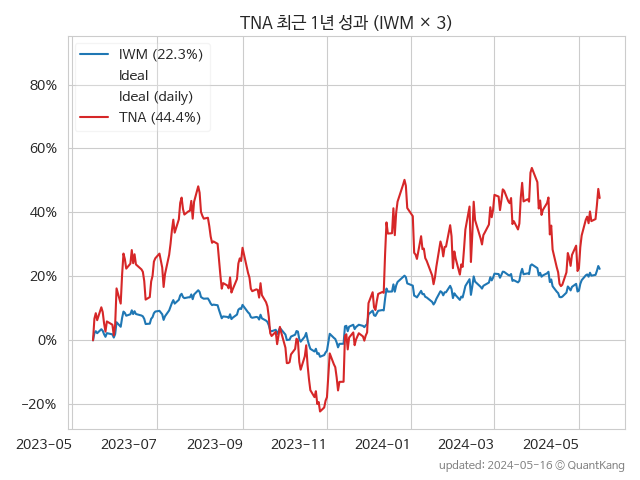 TNA 최근 1년 성과 (IWM × 3)
IWM (22.3%)
Ideal
Ideal (daily)
TNA (44.4%)
80%
60%
40%
20%
0%
−20%
2023−05
2023−07
2023−09
2023−11
2024−01
2024−03
2024−05
updated: 2024-05-16 © QuantKang